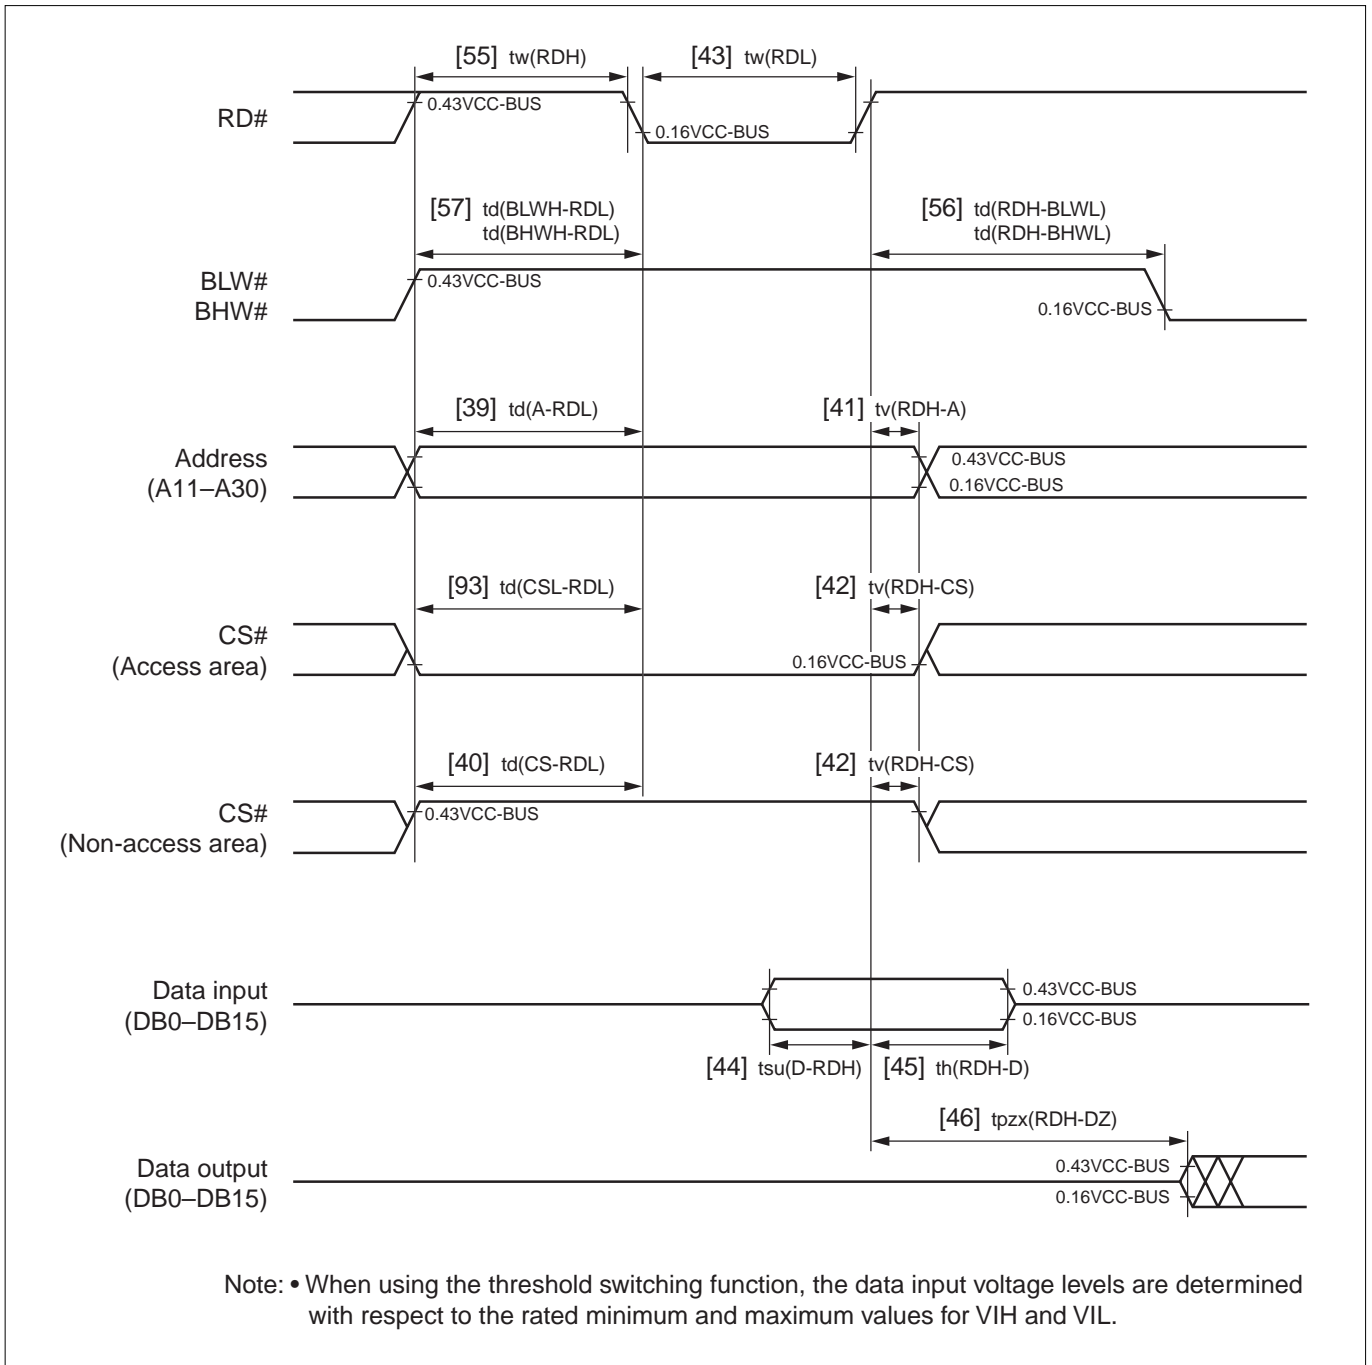 [55] tw(RDH)
[43] tw(RDL)
RD#
0.43VCC-BUS
0.16VCC-BUS
[57] td(BLWH-RDL)
td(BHWH-RDL)
[56] td(RDH-BLWL)
td(RDH-BHWL)
BLW#
BHW#
0.43VCC-BUS
0.16VCC-BUS
[39] td(A-RDL)
[41] tv(RDH-A)
Address
(A11–A30)
0.43VCC-BUS
0.16VCC-BUS
[93] td(CSL-RDL)
[42] tv(RDH-CS)
CS#
(Access area)
0.16VCC-BUS
[40] td(CS-RDL)
[42] tv(RDH-CS)
CS#
(Non-access area)
0.43VCC-BUS
Data input
(DB0–DB15)
0.43VCC-BUS
0.16VCC-BUS
[44] tsu(D-RDH)
[45] th(RDH-D)
[46] tpzx(RDH-DZ)
Data output
(DB0–DB15)
0.43VCC-BUS
0.16VCC-BUS
Note: • When using the threshold switching function, the data input voltage levels are determined
with respect to the rated minimum and maximum values for VIH and VIL.